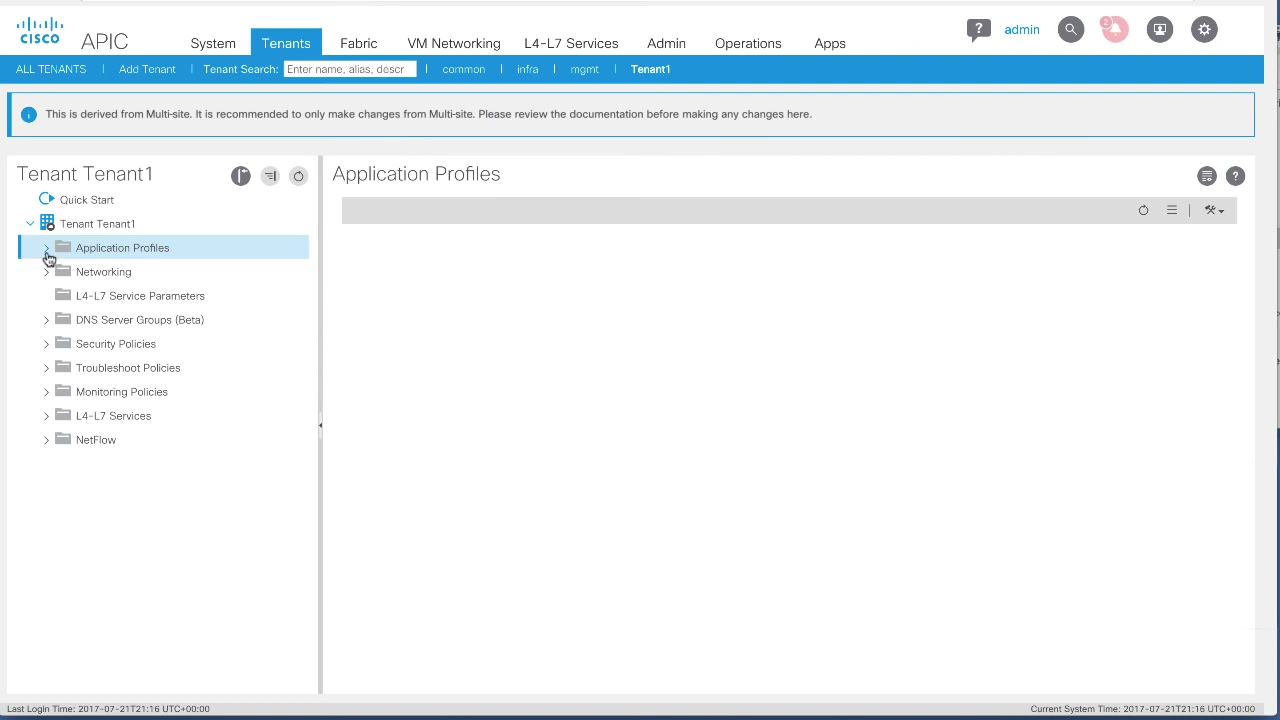 CISCO APIC
System Tenants Fabric VM Networking L4-L7 Services Admin Operations Apps
? admin 2
ALL TENANTS | Add Tenant | Tenant Search: Enter name, alias, descr | common | infra | mgmt | Tenant1
i This is derived from Multi-site. It is recommended to only make changes from Multi-site. Please review the documentation before making any changes here.
Tenant Tenant1
Quick Start
Tenant Tenant1
Application Profiles
Networking
L4-L7 Service Parameters
DNS Server Groups (Beta)
Security Policies
Troubleshoot Policies
Monitoring Policies
L4-L7 Services
NetFlow
Application Profiles
?
Last Login Time: 2017-07-21T21:16 UTC+00:00
Current System Time: 2017-07-21T21:16 UTC+00:00